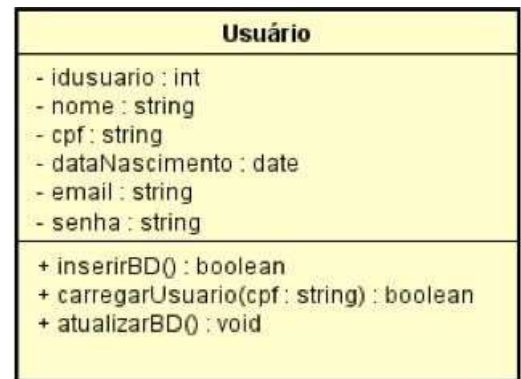 Usuário
- idusuario : int
- nome : string
- cpf : string
- dataNascimento : date
- email : string
- senha : string
+ inserirBD() : boolean
+ carregarUsuario(cpf : string) : boolean
+ atualizarBD() : void